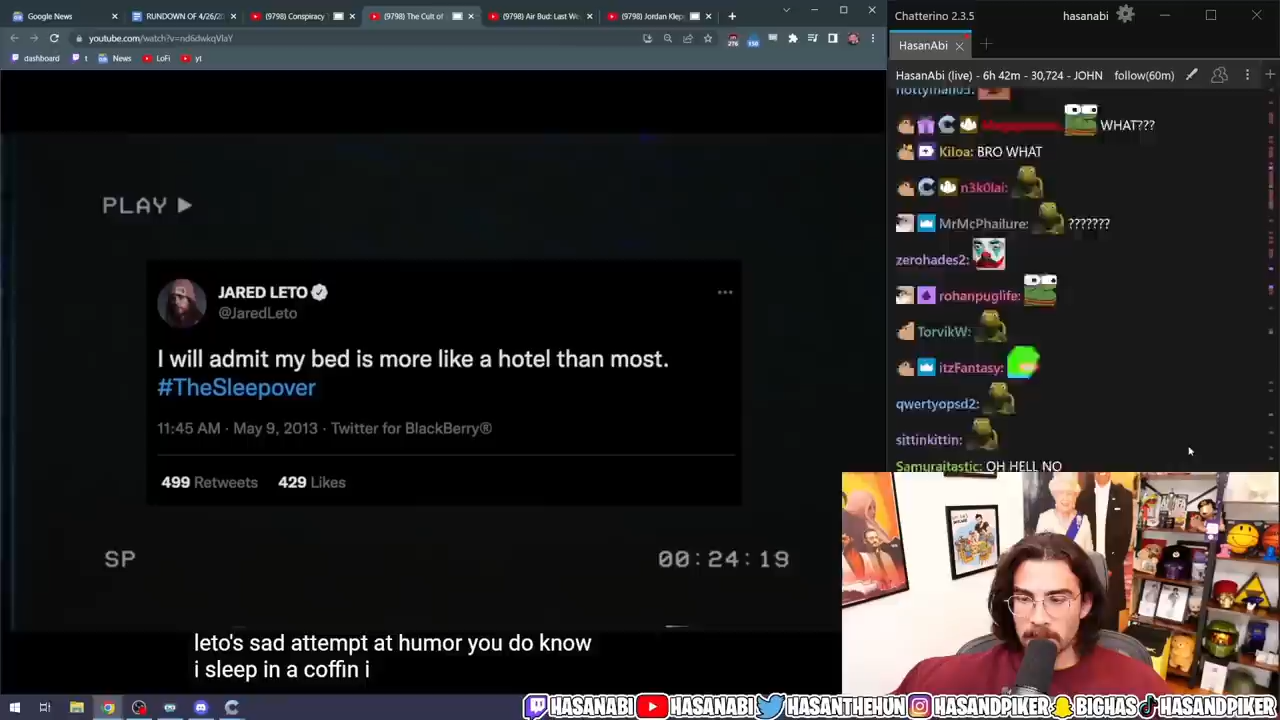 Google News
RUNDOWN OF 4/26/2
(9798) Conspiracy
(9798) The Cult of
(9798) Air Bud: Last W
(9798) Jordan Klep
youtube.com/watch?v=nd6dwkqVlaY
dashboard
t
News
LoFi
yt
PLAY
JARED LETO
@JaredLeto
I will admit my bed is more like a hotel than most.
#TheSleepover
11:45 AM · May 9, 2013 · Twitter for BlackBerry®
499 Retweets 429 Likes
SP
00:24:19
leto's sad attempt at humor you do know
i sleep in a coffin i
Chatterino 2.3.5
hasanabi
HasanAbi
HasanAbi (live) - 6h 42m - 30,724 - JOHN
follow(60m)
WHAT???
Kiloa: BRO WHAT
n3k0lai:
MrMcPhailure: ???????
zerohades2:
rohanpuglife:
TorvikW:
itzFantasy:
qwertyopsd2:
sittinkittin:
Samuraitastic: OH HELL NO
HASANABI HASANABI HASANTHEHUN HASANDPIKER BIGHAS HASANDPIKER